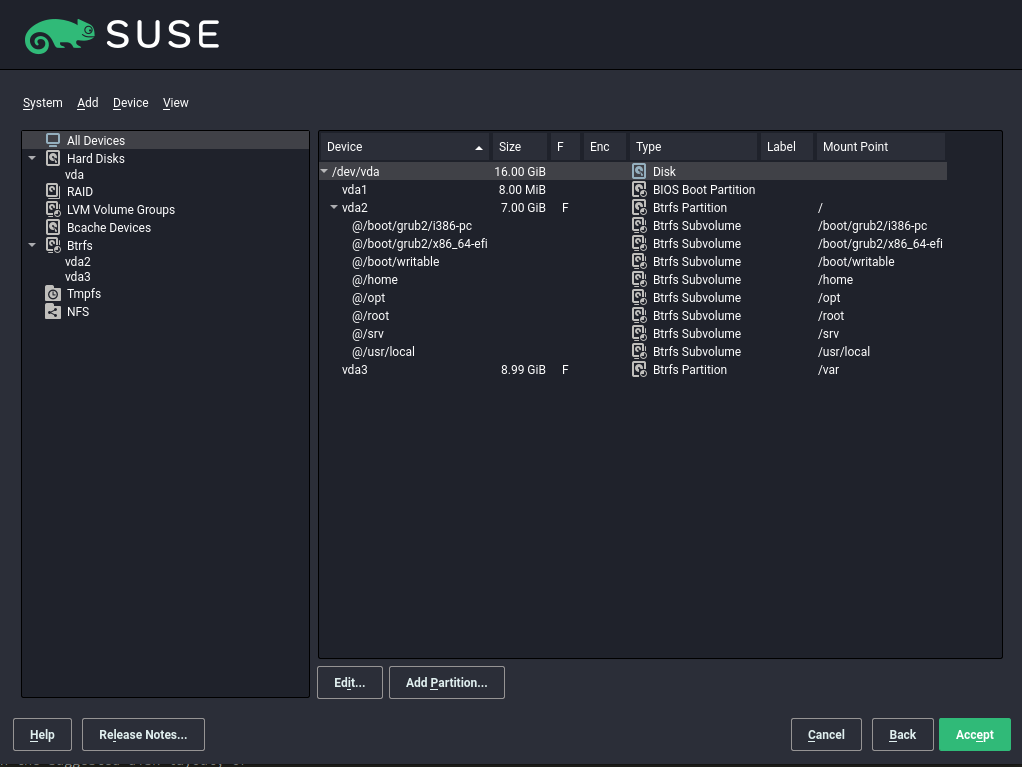 SUSE
System Add Device View
All Devices
Hard Disks
vda
RAID
LVM Volume Groups
Bcache Devices
Btrfs
vda2
vda3
Tmpfs
NFS
Device Size F Enc Type Label Mount Point
/dev/vda 16.00 GiB Disk
vda1 8.00 MiB BIOS Boot Partition
vda2 7.00 GiB F Btrfs Partition /
@/boot/grub2/i386-pc Btrfs Subvolume /boot/grub2/i386-pc
@/boot/grub2/x86_64-efi Btrfs Subvolume /boot/grub2/x86_64-efi
@/boot/writable Btrfs Subvolume /boot/writable
@/home Btrfs Subvolume /home
@/opt Btrfs Subvolume /opt
@/root Btrfs Subvolume /root
@/srv Btrfs Subvolume /srv
@/usr/local Btrfs Subvolume /usr/local
vda3 8.99 GiB F Btrfs Partition /var
Edit... Add Partition...
Help Release Notes... Cancel Back Accept